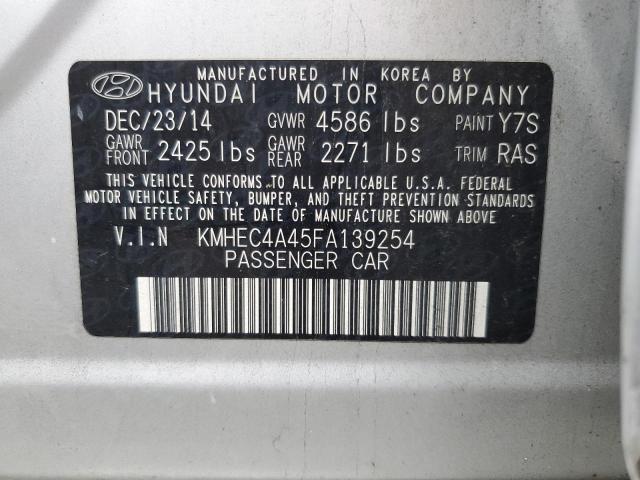 MANUFACTURED IN KOREA BY
HYUNDAI MOTOR COMPANY
DEC/23/14 GVWR 4586 lbs PAINT Y7S
GAWR FRONT 2425 lbs GAWR REAR 2271 lbs TRIM RAS
THIS VEHICLE CONFORMS TO ALL APPLICABLE U.S.A. FEDERAL
MOTOR VEHICLE SAFETY, BUMPER, AND THEFT PREVENTION STANDARDS
IN EFFECT ON THE DATE OF MANUFACTURE SHOWN ABOVE.
V.I.N KMHEC4A45FA139254
PASSENGER CAR